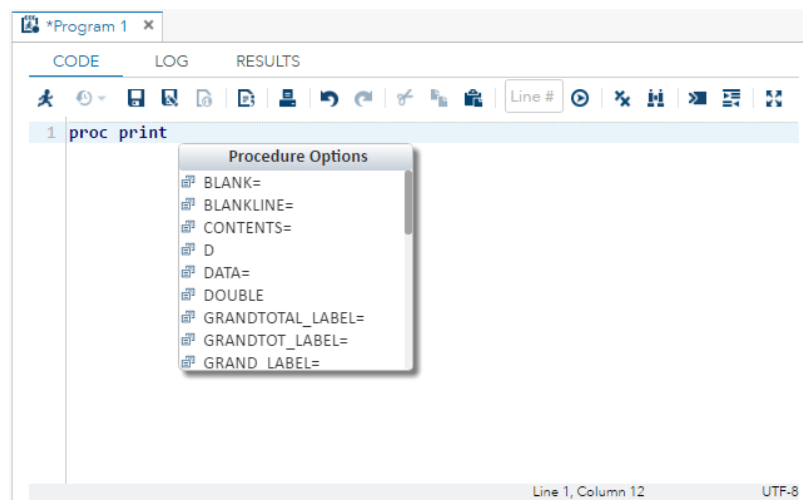 *Program 1 ×
CODE LOG RESULTS
Line #
1 proc print
Procedure Options
BLANK=
BLANKLINE=
CONTENTS=
D
DATA=
DOUBLE
GRANDTOTAL_LABEL=
GRANDTOT_LABEL=
GRAND_LABEL=
Line 1, Column 12 UTF-8